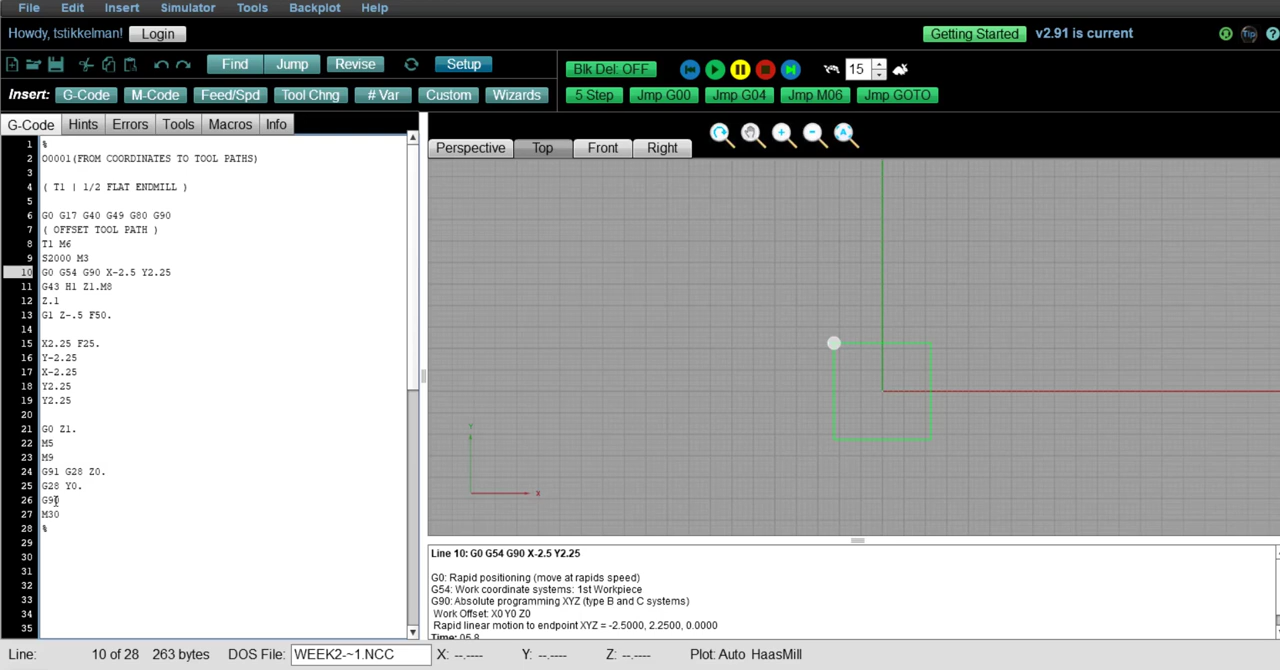 File Edit Insert Simulator Tools Backplot Help
Howdy, tstikkelman! Login Getting Started v2.91 is current Tip ?
Find Jump Revise Setup Blk Del: OFF 15
Insert: G-Code M-Code Feed/Spd Tool Chng # Var Custom Wizards 5 Step Jmp G00 Jmp G04 Jmp M06 Jmp GOTO
G-Code Hints Errors Tools Macros Info
Perspective Top Front Right
1 %
2 O0001(FROM COORDINATES TO TOOL PATHS)
3
4 ( T1 | 1/2 FLAT ENDMILL )
5
6 G0 G17 G40 G49 G80 G90
7 ( OFFSET TOOL PATH )
8 T1 M6
9 S2000 M3
10 G0 G54 G90 X-2.5 Y2.25
11 G43 H1 Z1.M8
12 Z.1
13 G1 Z-.5 F50.
14
15 X2.25 F25.
16 Y-2.25
17 X-2.25
18 Y2.25
19 Y2.25
20
21 G0 Z1.
22 M5
23 M9
24 G91 G28 Z0.
25 G28 Y0.
26 G90
27 M30
28 %
29
30
31
32
33
34
35
Y
X
Line 10: G0 G54 G90 X-2.5 Y2.25
G0: Rapid positioning (move at rapids speed)
G54: Work coordinate systems: 1st Workpiece
G90: Absolute programming XYZ (type B and C systems)
Work Offset: X0 Y0 Z0
Rapid linear motion to endpoint XYZ = -2.5000, 2.2500, 0.0000
Time: 05.8
Line: 10 of 28 263 bytes DOS File: WEEK2-~1.NCC X: --.---- Y: --.---- Z: --.---- Plot: Auto HaasMill